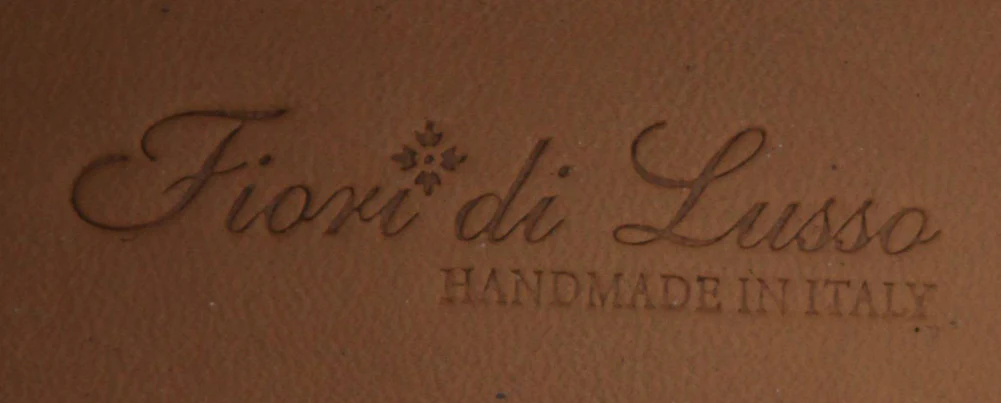 Fiori di Lusso
HANDMADE IN ITALY